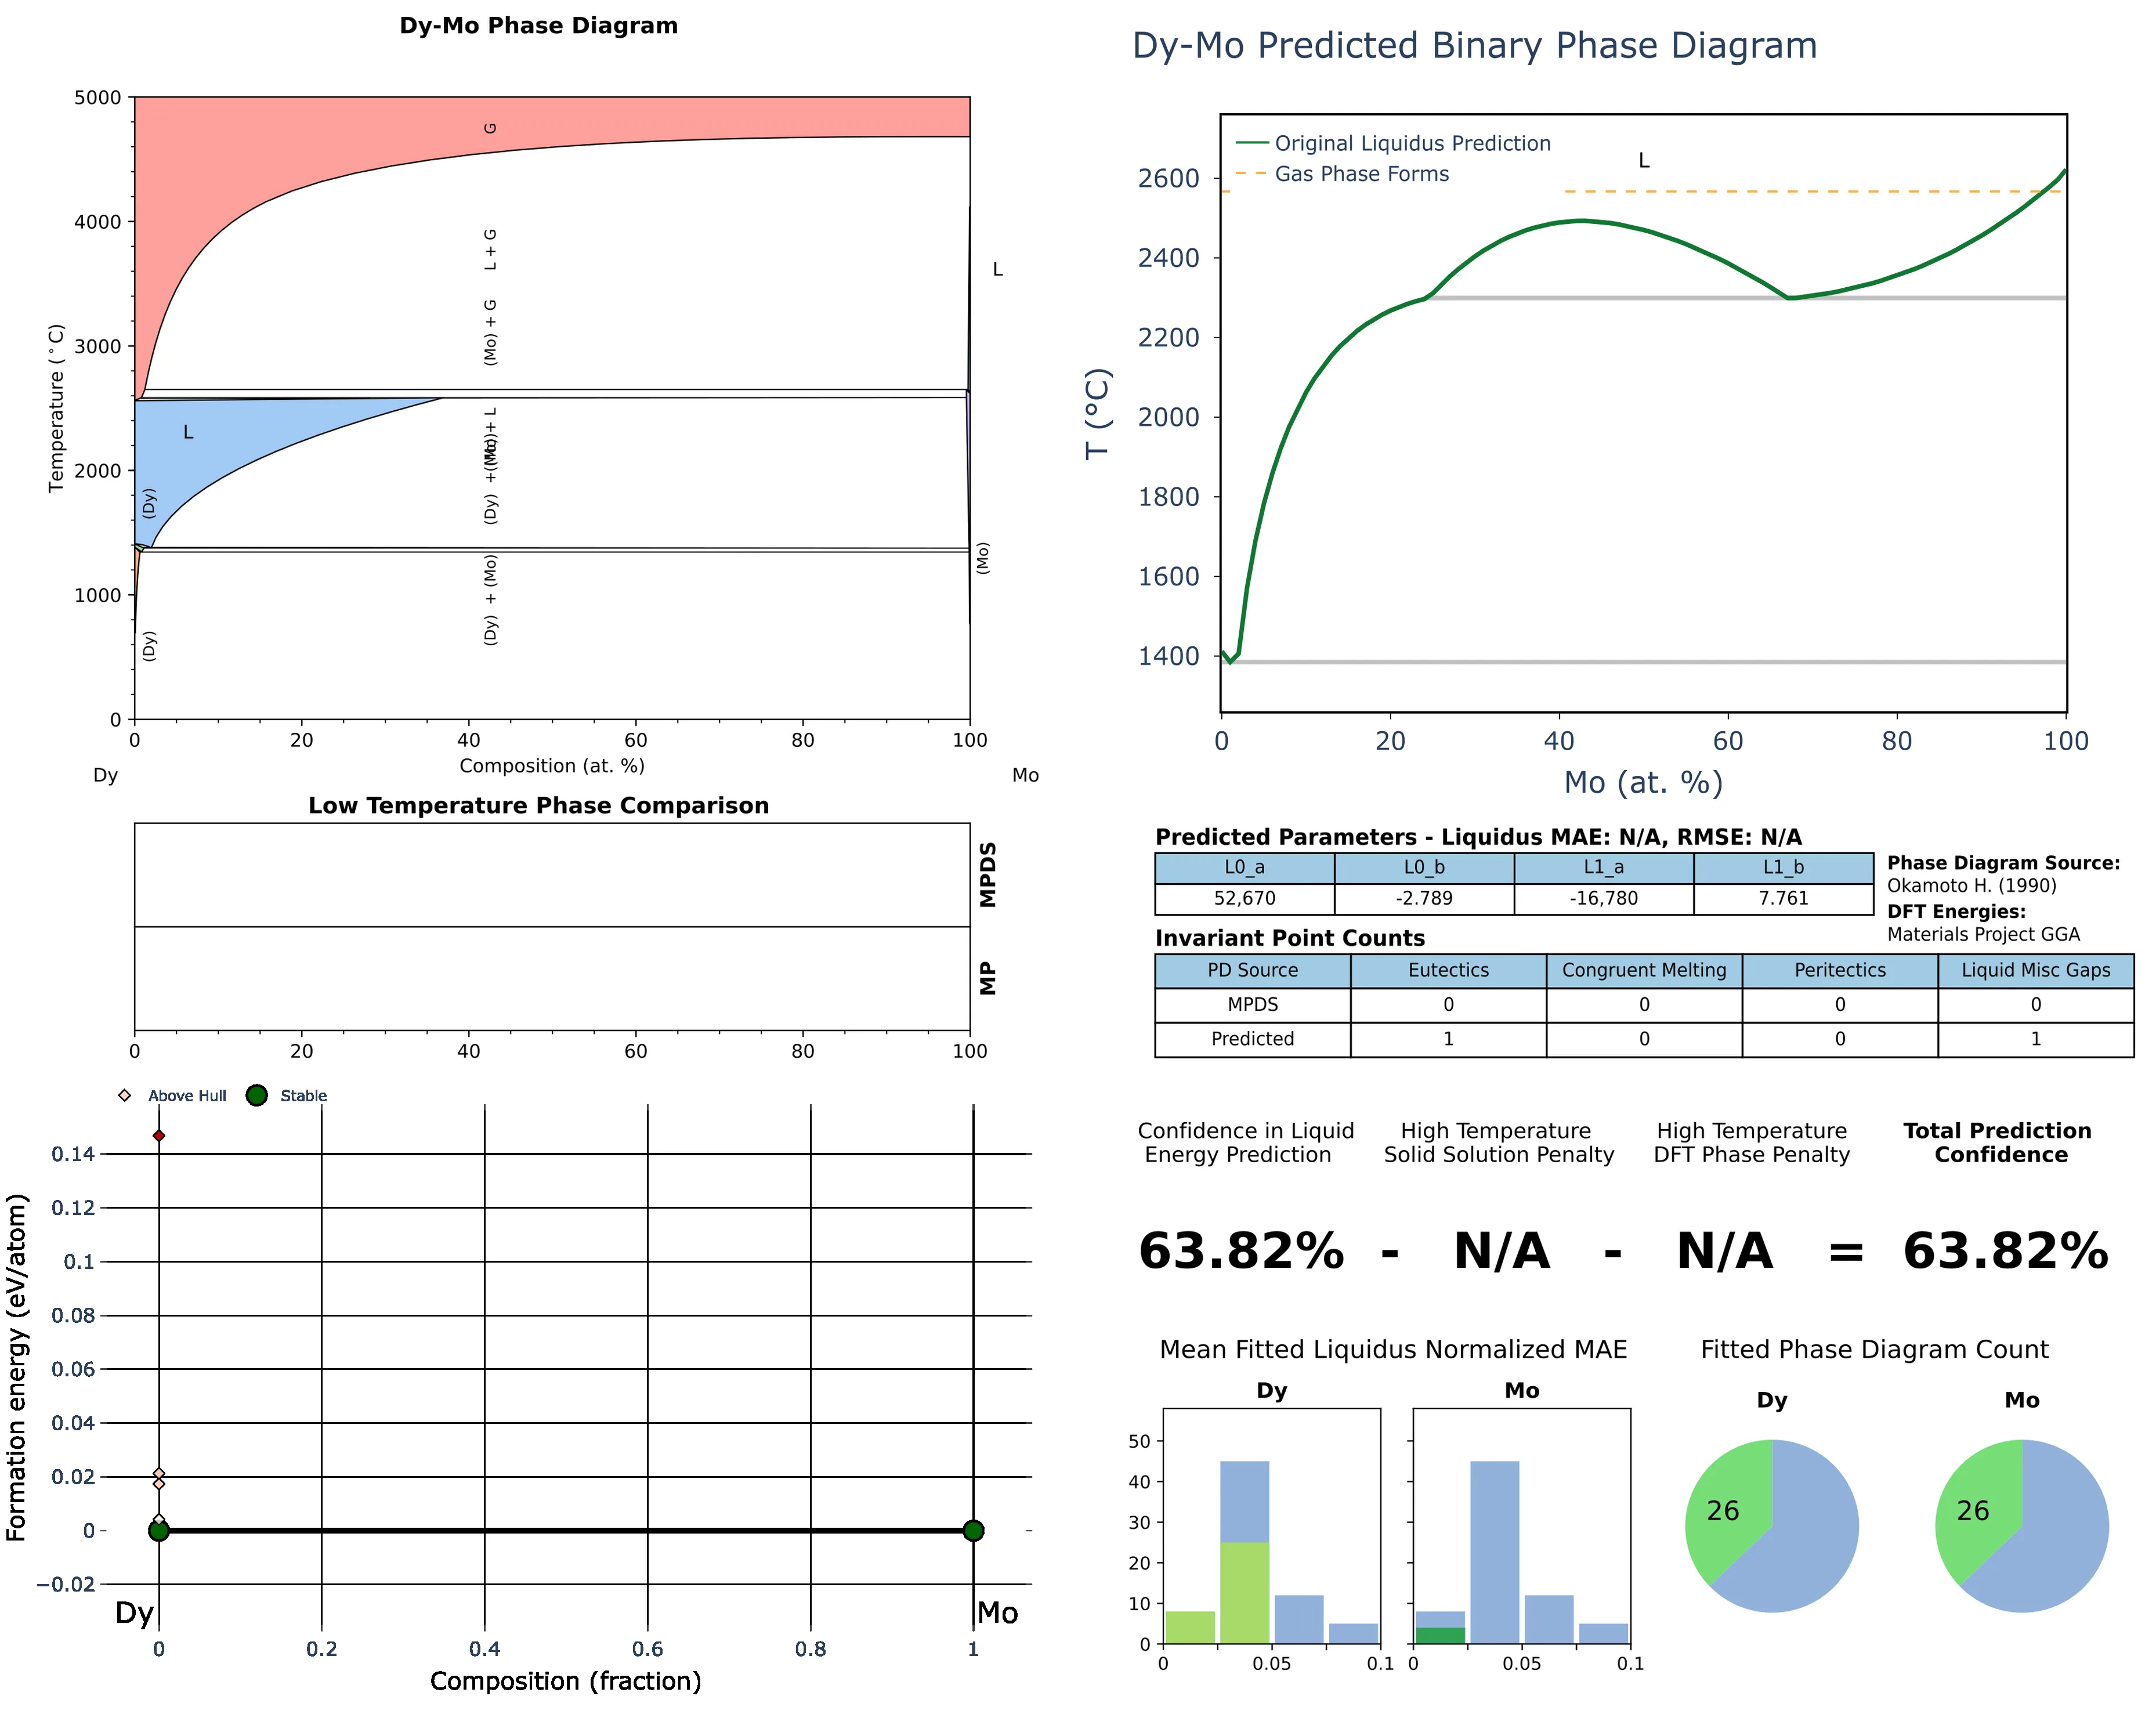 Dy-Mo Phase Diagram
5000
4000
3000
2000
1000
0
Temperature (°C)
G
L + G
(Mo) + G
L
(Dy)
(Dy)
(Dy) + (Mo)
(Mo)
L
0 20 40 60 80 100
Composition (at. %)
Dy Mo
Low Temperature Phase Comparison
MPDS
MP
0 20 40 60 80 100
Above Hull Stable
0.14
0.12
0.1
0.08
0.06
0.04
0.02
0
−0.02
Formation energy (eV/atom)
Dy Mo
0 0.2 0.4 0.6 0.8 1
Composition (fraction)
Dy-Mo Predicted Binary Phase Diagram
Original Liquidus Prediction
Gas Phase Forms
L
2600
2400
2200
2000
1800
1600
1400
T (°C)
0 20 40 60 80 100
Mo (at. %)
Predicted Parameters - Liquidus MAE: N/A, RMSE: N/A
L0_a L0_b L1_a L1_b
52,670 -2.789 -16,780 7.761
Phase Diagram Source:
Okamoto H. (1990)
DFT Energies:
Materials Project GGA
Invariant Point Counts
PD Source Eutectics Congruent Melting Peritectics Liquid Misc Gaps
MPDS 0 0 0 0
Predicted 1 0 0 1
Confidence in Liquid
Energy Prediction
High Temperature
Solid Solution Penalty
High Temperature
DFT Phase Penalty
Total Prediction
Confidence
63.82% - N/A - N/A = 63.82%
Mean Fitted Liquidus Normalized MAE
Dy Mo
50
40
30
20
10
0
0 0.05 0.1 0 0.05 0.1
Fitted Phase Diagram Count
Dy Mo
26 26